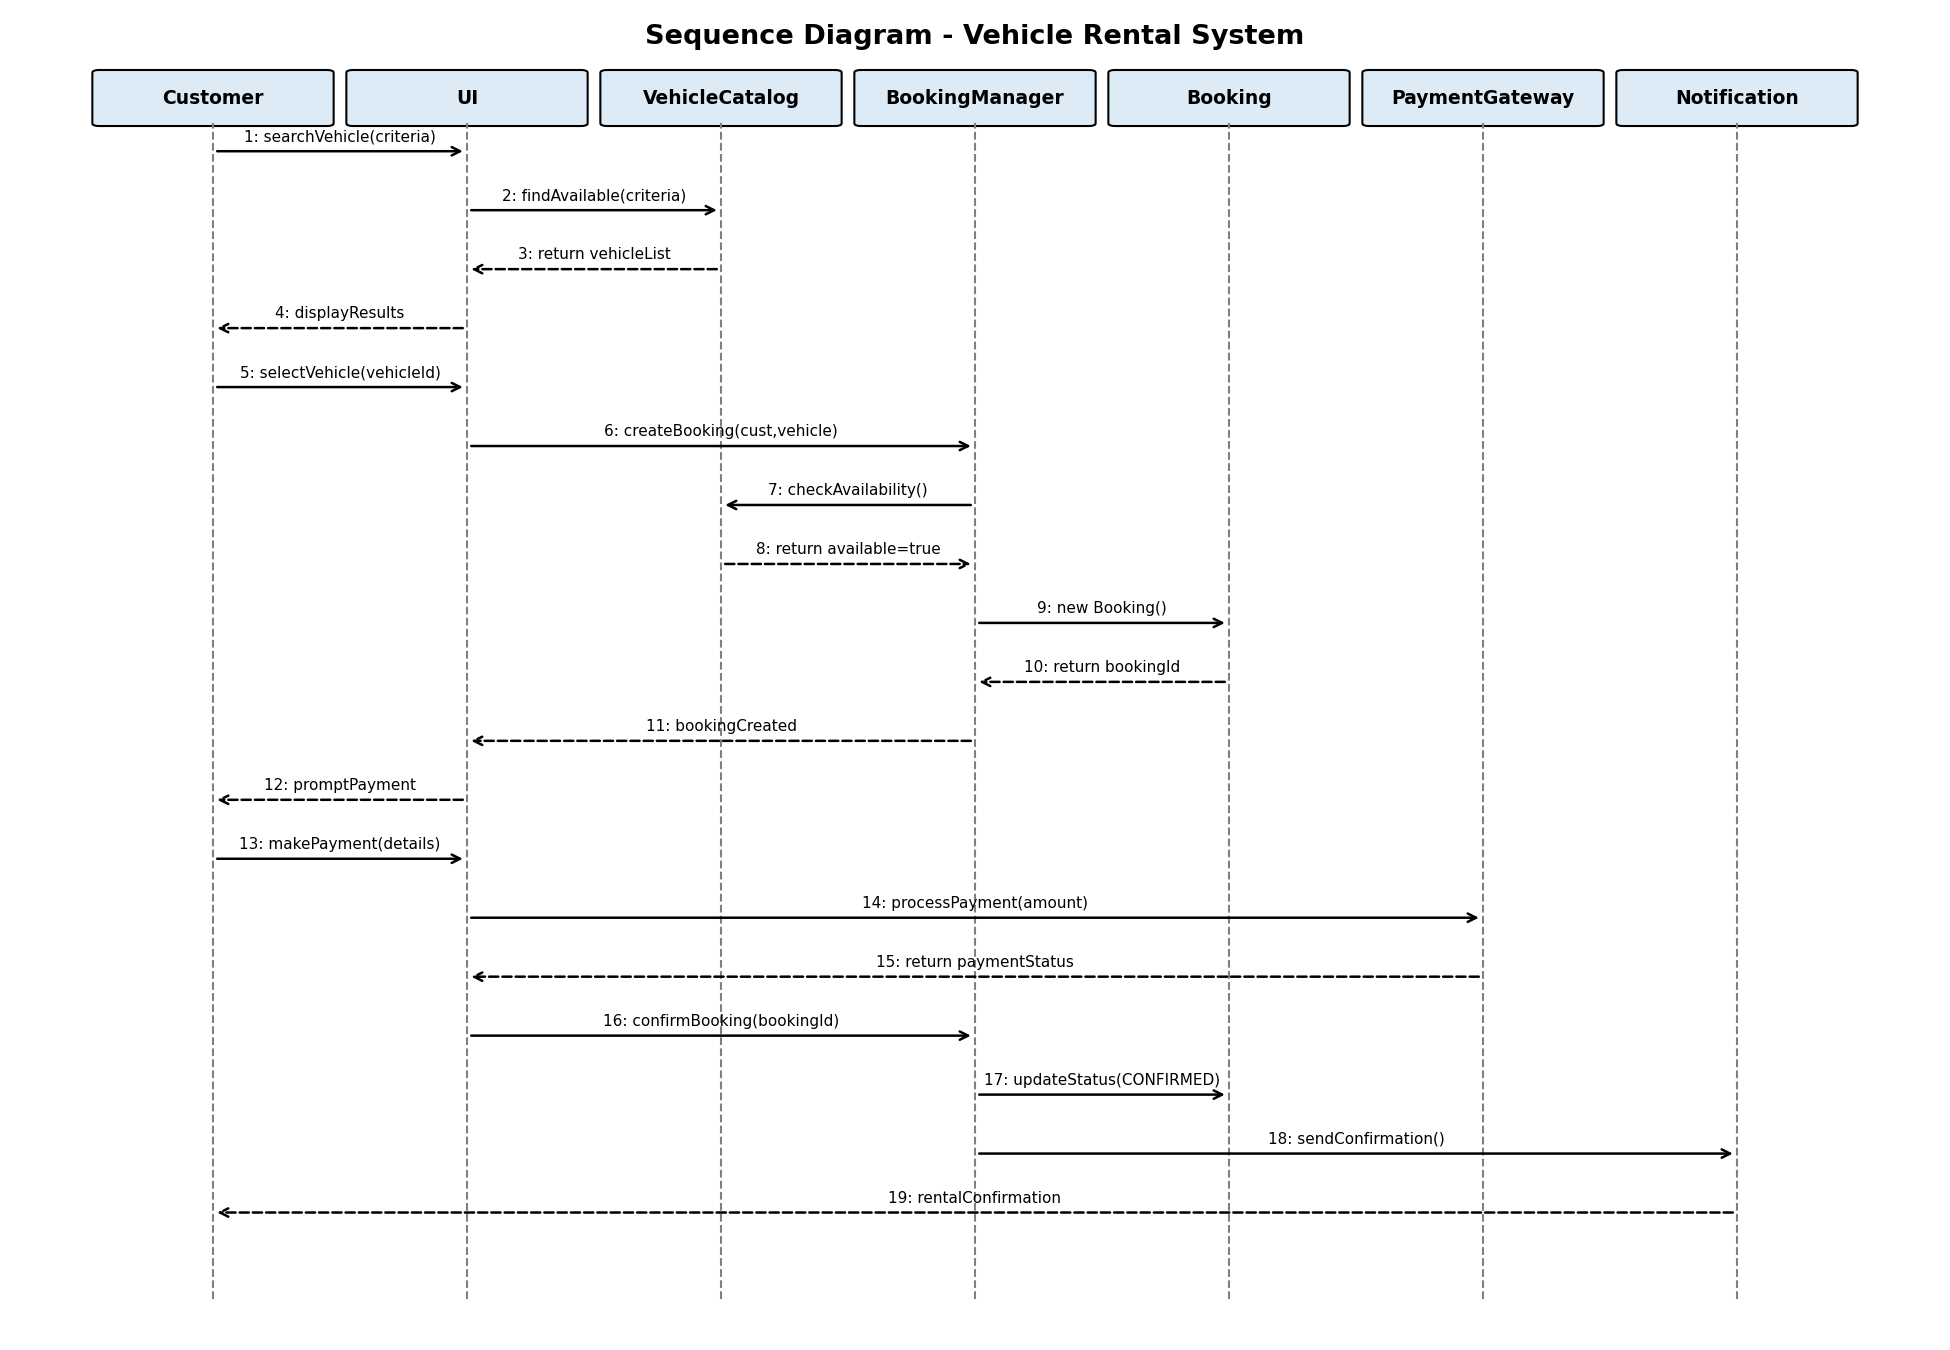 Sequence Diagram - Vehicle Rental System
Customer
UI
VehicleCatalog
BookingManager
Booking
PaymentGateway
Notification
1: searchVehicle(criteria)
2: findAvailable(criteria)
3: return vehicleList
4: displayResults
5: selectVehicle(vehicleId)
6: createBooking(cust,vehicle)
7: checkAvailability()
8: return available=true
9: new Booking()
10: return bookingId
11: bookingCreated
12: promptPayment
13: makePayment(details)
14: processPayment(amount)
15: return paymentStatus
16: confirmBooking(bookingId)
17: updateStatus(CONFIRMED)
18: sendConfirmation()
19: rentalConfirmation